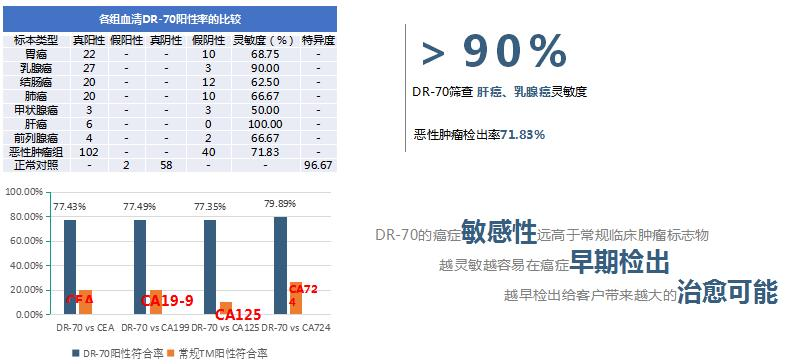 各组血清DR-70阳性率的比较
标本类型 真阳性 假阳性 真阴性 假阴性 灵敏度（%） 特异度
胃癌 22 - - 10 68.75 -
乳腺癌 27 - - 3 90.00 -
结肠癌 20 - - 12 62.50 -
肺癌 20 - - 10 66.67 -
甲状腺癌 3 - - 3 50.00 -
肝癌 6 - - 0 100.00 -
前列腺癌 4 - - 2 66.67 -
恶性肿瘤组 102 - - 40 71.83 -
正常对照 - 2 58 - - 96.67
＞90%
DR-70筛查 肝癌、乳腺癌灵敏度
恶性肿瘤检出率71.83%
100.00%
80.00%
60.00%
40.00%
20.00%
0.00%
77.43% 77.49% 77.35% 79.89%
CEA CA19-9 CA125 CA724
DR-70 vs CEA DR-70 vs CA199 DR-70 vs CA125 DR-70 vs CA724
DR-70阳性符合率 常规TM阳性符合率
DR-70的癌症敏感性远高于常规临床肿瘤标志物
越灵敏越容易在癌症早期检出
越早检出给客户带来越大的治愈可能